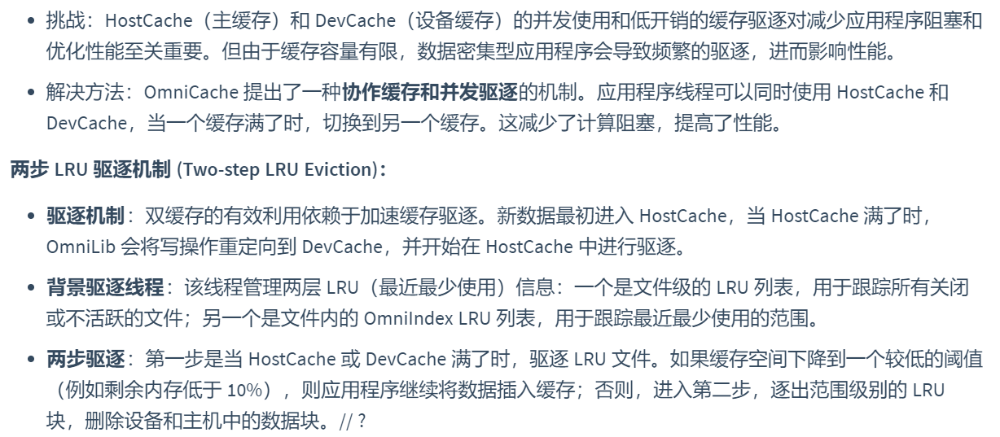 挑战：HostCache（主缓存）和 DevCache（设备缓存）的并发使用和低开销的缓存驱逐对减少应用程序阻塞和
优化性能至关重要。但由于缓存容量有限，数据密集型应用程序会导致频繁的驱逐，进而影响性能。
解决方法：OmniCache 提出了一种协作缓存和并发驱逐的机制。应用程序线程可以同时使用 HostCache 和
DevCache，当一个缓存满了时，切换到另一个缓存。这减少了计算阻塞，提高了性能。
两步 LRU 驱逐机制 (Two-step LRU Eviction)：
驱逐机制：双缓存的有效利用依赖于加速缓存驱逐。新数据最初进入 HostCache，当 HostCache 满了时，
OmniLib 会将写操作重定向到 DevCache，并开始在 HostCache 中进行驱逐。
背景驱逐线程：该线程管理两层 LRU（最近最少使用）信息：一个是文件级的 LRU 列表，用于跟踪所有关闭
或不活跃的文件；另一个是文件内的 OmniIndex LRU 列表，用于跟踪最近最少使用的范围。
两步驱逐：第一步是当 HostCache 或 DevCache 满了时，驱逐 LRU 文件。如果缓存空间下降到一个较低的阈值
（例如剩余内存低于 10%），则应用程序继续将数据插入缓存；否则，进入第二步，逐出范围级别的 LRU
块，删除设备和主机中的数据块。// ?